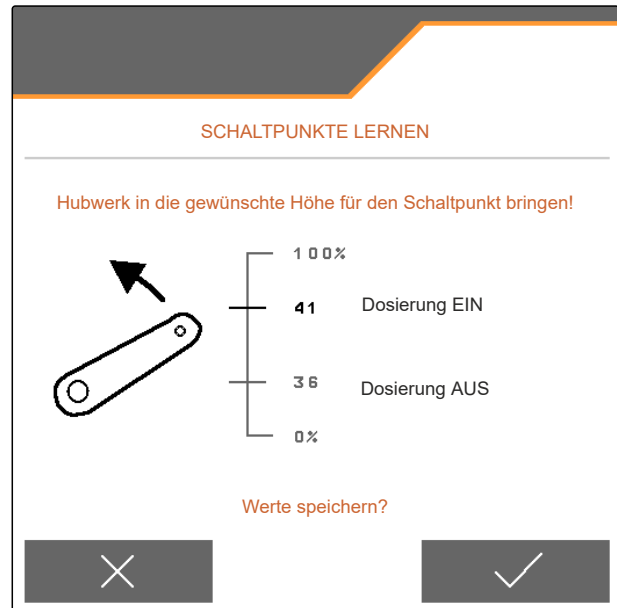 SCHALTPUNKTE LERNEN
Hubwerk in die gewünschte Höhe für den Schaltpunkt bringen!
100%
41 Dosierung EIN
36 Dosierung AUS
0%
Werte speichern?